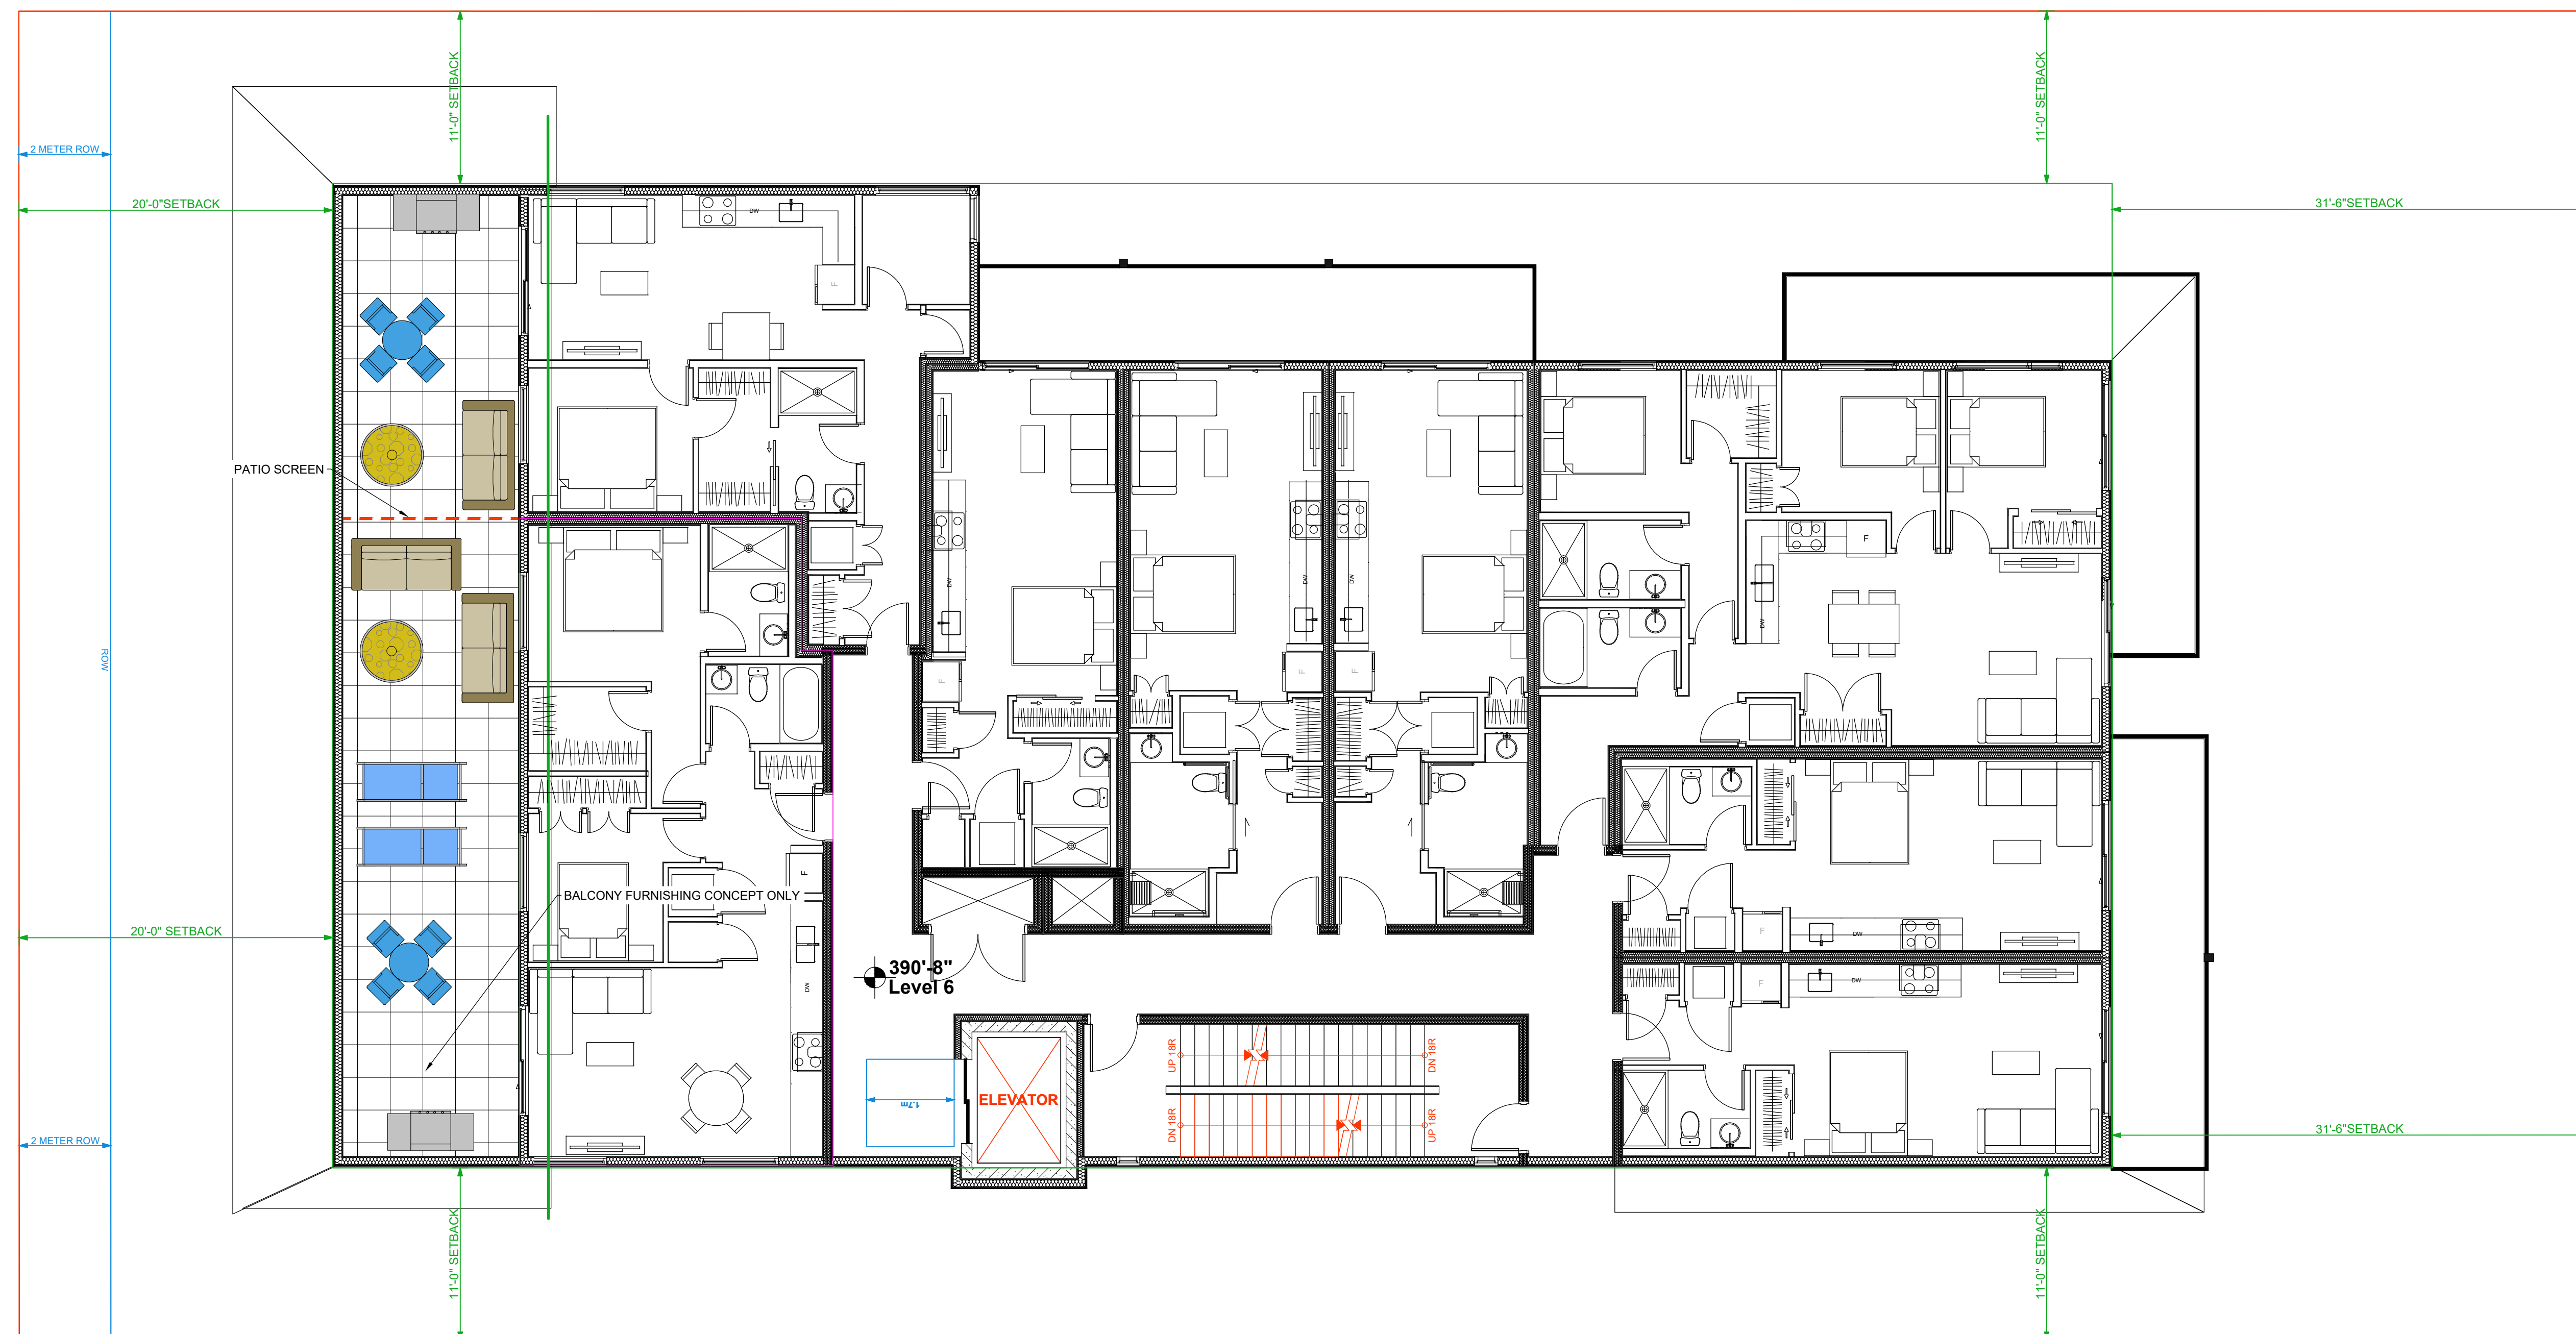 11'-0" SETBACK
11'-0" SETBACK
2 METER ROW
20'-0"SETBACK
31'-6"SETBACK
DW
F
PATIO SCREEN
F
DW
DW
DW
DW
F
F
F
ROW
F
BALCONY FURNISHING CONCEPT ONLY
20'-0" SETBACK
F
DW
390'-8"
Level 6
DW
F
DW
1.7m
ELEVATOR
UP 18R
DN 18R
DN 18R
UP 18R
2 METER ROW
31'-6"SETBACK
11'-0" SETBACK
11'-0" SETBACK